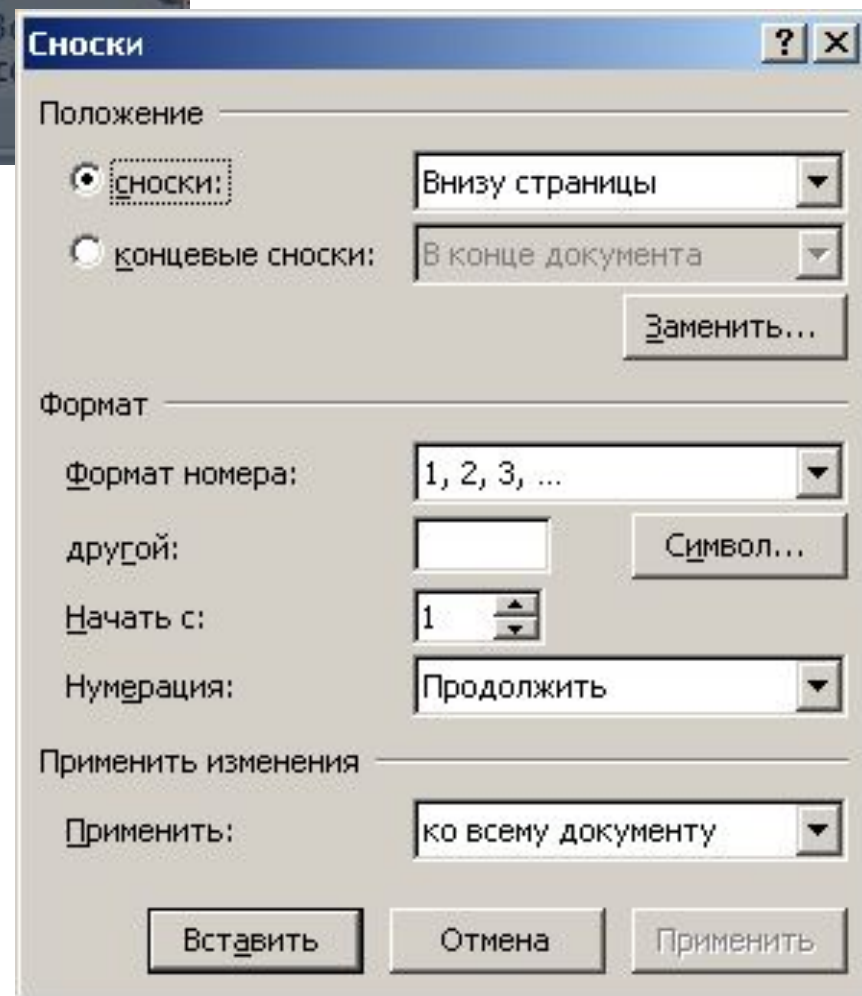 Сноски
Положение
сноски: Внизу страницы
концевые сноски: В конце документа
Заменить...
Формат
Формат номера: 1, 2, 3, ...
другой: Символ...
Начать с: 1
Нумерация: Продолжить
Применить изменения
Применить: ко всему документу
Вставить Отмена Применить